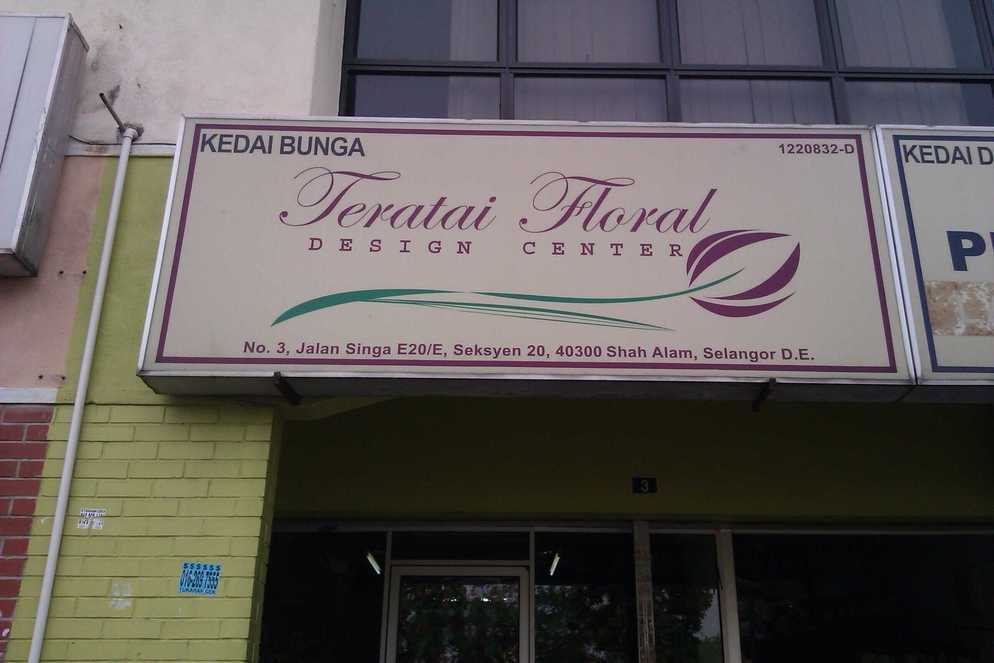 KEDAI BUNGA
1220832-D
Teratai Floral
DESIGN CENTER
No. 3, Jalan Singa E20/E, Seksyen 20, 40300 Shah Alam, Selangor D.E.
KEDAI D
P
3
$$$$$$